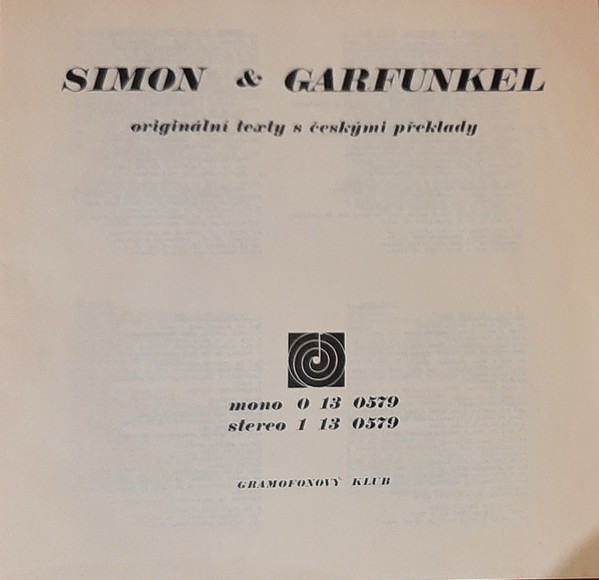 SIMON & GARFUNKEL
originální texty s českými překlady
mono 0 13 0579
stereo 1 13 0579
GRAMOFONOVÝ KLUB